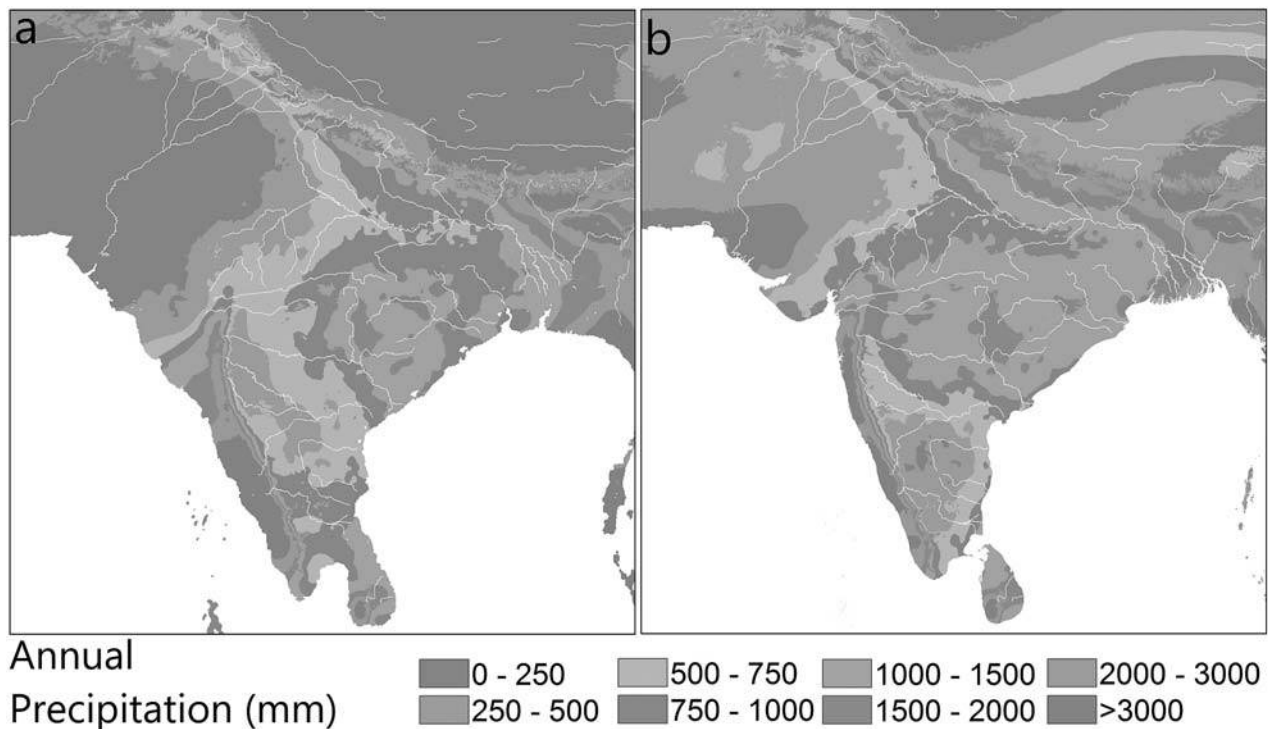 a
b
Annual
Precipitation (mm)
0 - 250
500 - 750
1000 - 1500
2000 - 3000
250 - 500
750 - 1000
1500 - 2000
>3000